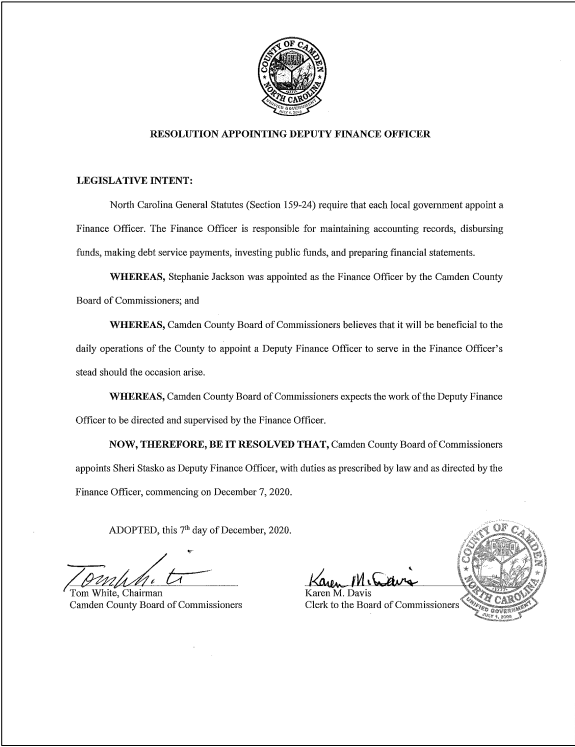 COUNTY OF CAMDEN
NORTH CAROLINA
UNIFIED GOVERNMENT
RESOLUTION APPOINTING DEPUTY FINANCE OFFICER
LEGISLATIVE INTENT:
North Carolina General Statutes (Section 159-24) require that each local government appoint a
Finance Officer. The Finance Officer is responsible for maintaining accounting records, disbursing
funds, making debt service payments, investing public funds, and preparing financial statements.
WHEREAS, Stephanie Jackson was appointed as the Finance Officer by the Camden County
Board of Commissioners; and
WHEREAS, Camden County Board of Commissioners believes that it will be beneficial to the
daily operations of the County to appoint a Deputy Finance Officer to serve in the Finance Officer's
stead should the occasion arise.
WHEREAS, Camden County Board of Commissioners expects the work of the Deputy Finance
Officer to be directed and supervised by the Finance Officer.
NOW, THEREFORE, BE IT RESOLVED THAT, Camden County Board of Commissioners
appoints Sheri Stasko as Deputy Finance Officer, with duties as prescribed by law and as directed by the
Finance Officer, commencing on December 7, 2020.
ADOPTED, this 7th day of December, 2020.
Tom White
Tom White, Chairman
Camden County Board of Commissioners
Karen M. Davis
Karen M. Davis
Clerk to the Board of Commissioners
COUNTY OF CAMDEN
NORTH CAROLINA
UNIFIED GOVERNMENT